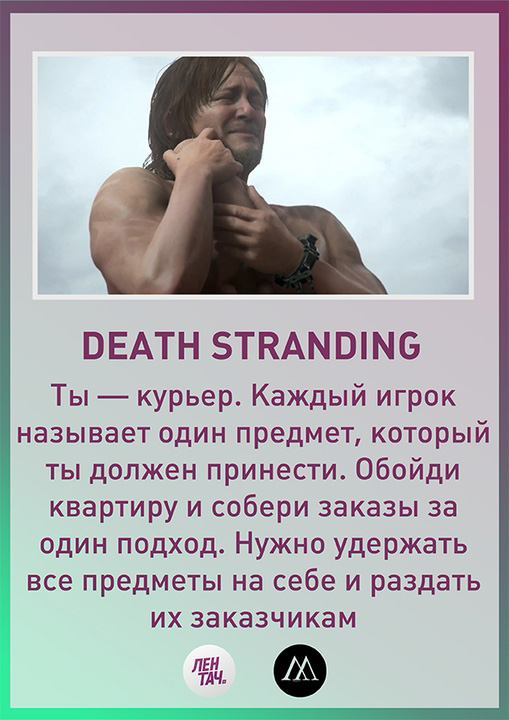 DEATH STRANDING
Ты — курьер. Каждый игрок
называет один предмет, который
ты должен принести. Обойди
квартиру и собери заказы за
один подход. Нужно удержать
все предметы на себе и раздать
их заказчикам
ЛЕН
ТАЧ.